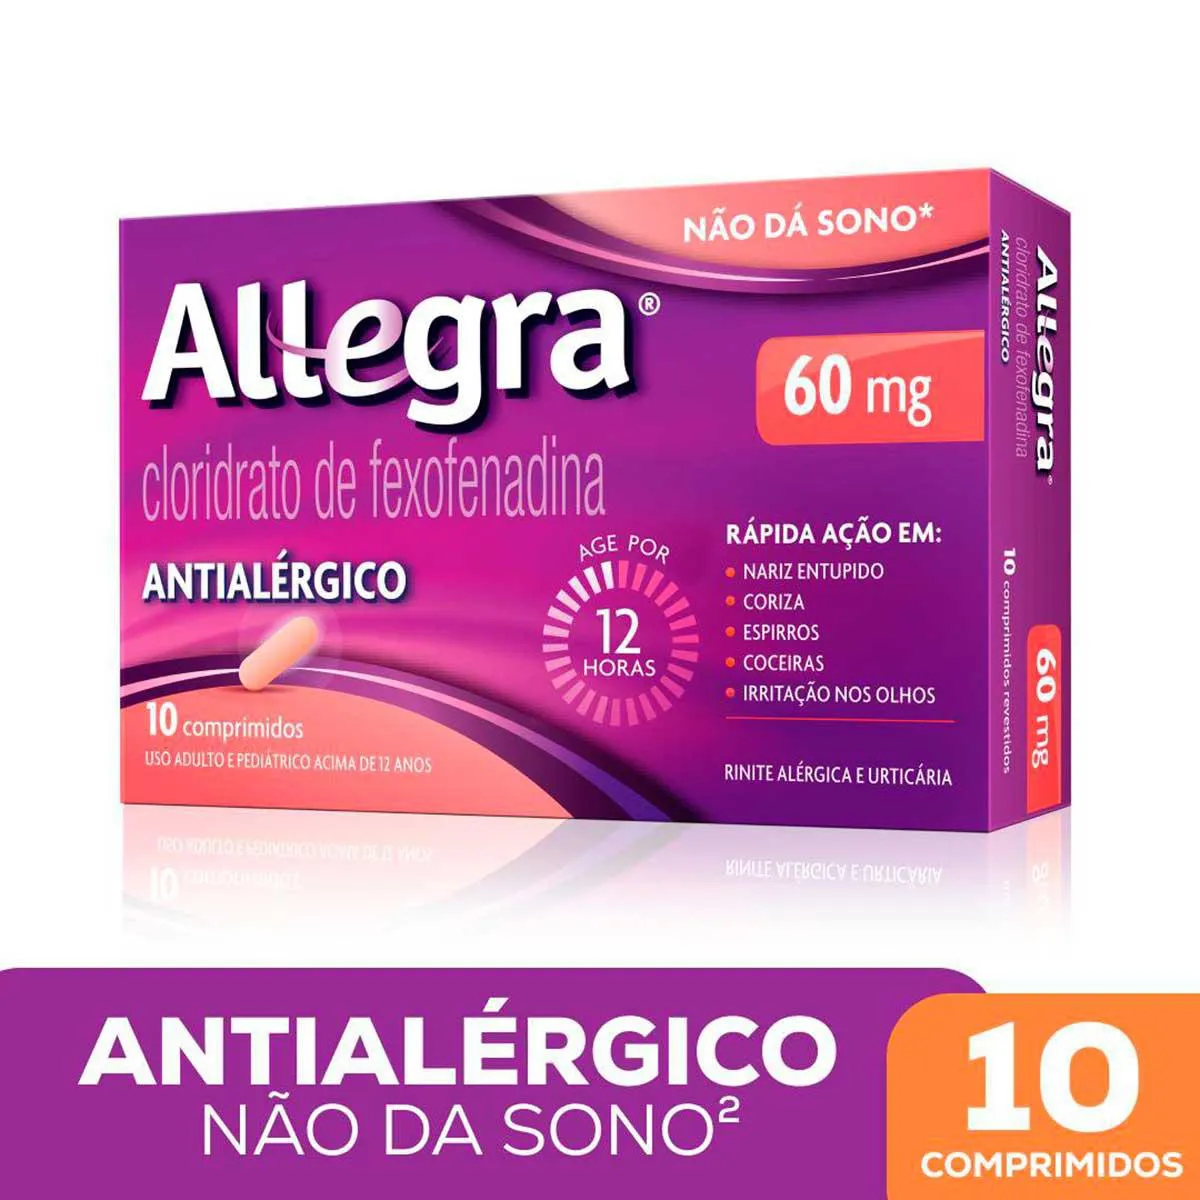 NÃO DÁ SONO*
Allegra®
60 mg
cloridrato de fexofenadina
ANTIALÉRGICO
AGE POR
12
HORAS
RÁPIDA AÇÃO EM:
• NARIZ ENTUPIDO
• CORIZA
• ESPIRROS
• COCEIRAS
• IRRITAÇÃO NOS OLHOS
10 comprimidos
USO ADULTO E PEDIÁTRICO ACIMA DE 12 ANOS
RINITE ALÉRGICA E URTICÁRIA
Allegra®
cloridrato de fexofenadina
ANTIALÉRGICO
10 comprimidos revestidos
60 mg
ANTIALÉRGICO
NÃO DA SONO²
10
COMPRIMIDOS